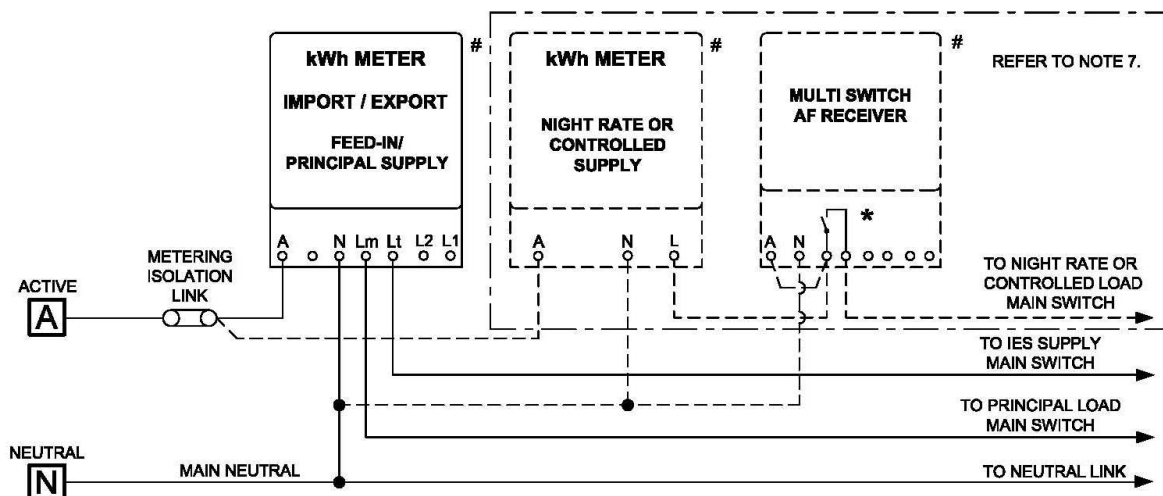 kWh METER
IMPORT / EXPORT
FEED-IN/
PRINCIPAL SUPPLY
#
A
N
Lm
Lt
L2
L1
kWh METER
NIGHT RATE OR
CONTROLLED
SUPPLY
#
A
N
L
MULTI SWITCH
AF RECEIVER
#
*
A
N
REFER TO NOTE 7.
METERING
ISOLATION
LINK
ACTIVE
A
TO NIGHT RATE OR
CONTROLLED LOAD
MAIN SWITCH
TO IES SUPPLY
MAIN SWITCH
TO PRINCIPAL LOAD
MAIN SWITCH
NEUTRAL
N
MAIN NEUTRAL
TO NEUTRAL LINK